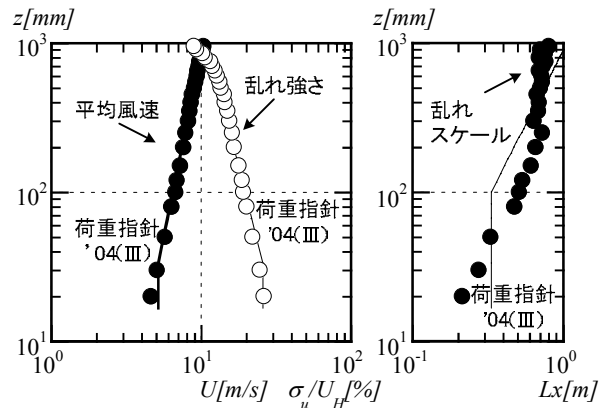 z[mm]
10³
10²
10¹
平均風速
乱れ強さ
荷重指針
'04(Ⅲ)
荷重指針
'04(Ⅲ)
10⁰
10¹
10²
U[m/s]
σu/UH[%]
z[mm]
10³
10²
10¹
乱れ
スケール
荷重指針
'04(Ⅲ)
10⁻¹
10⁰
Lx[m]